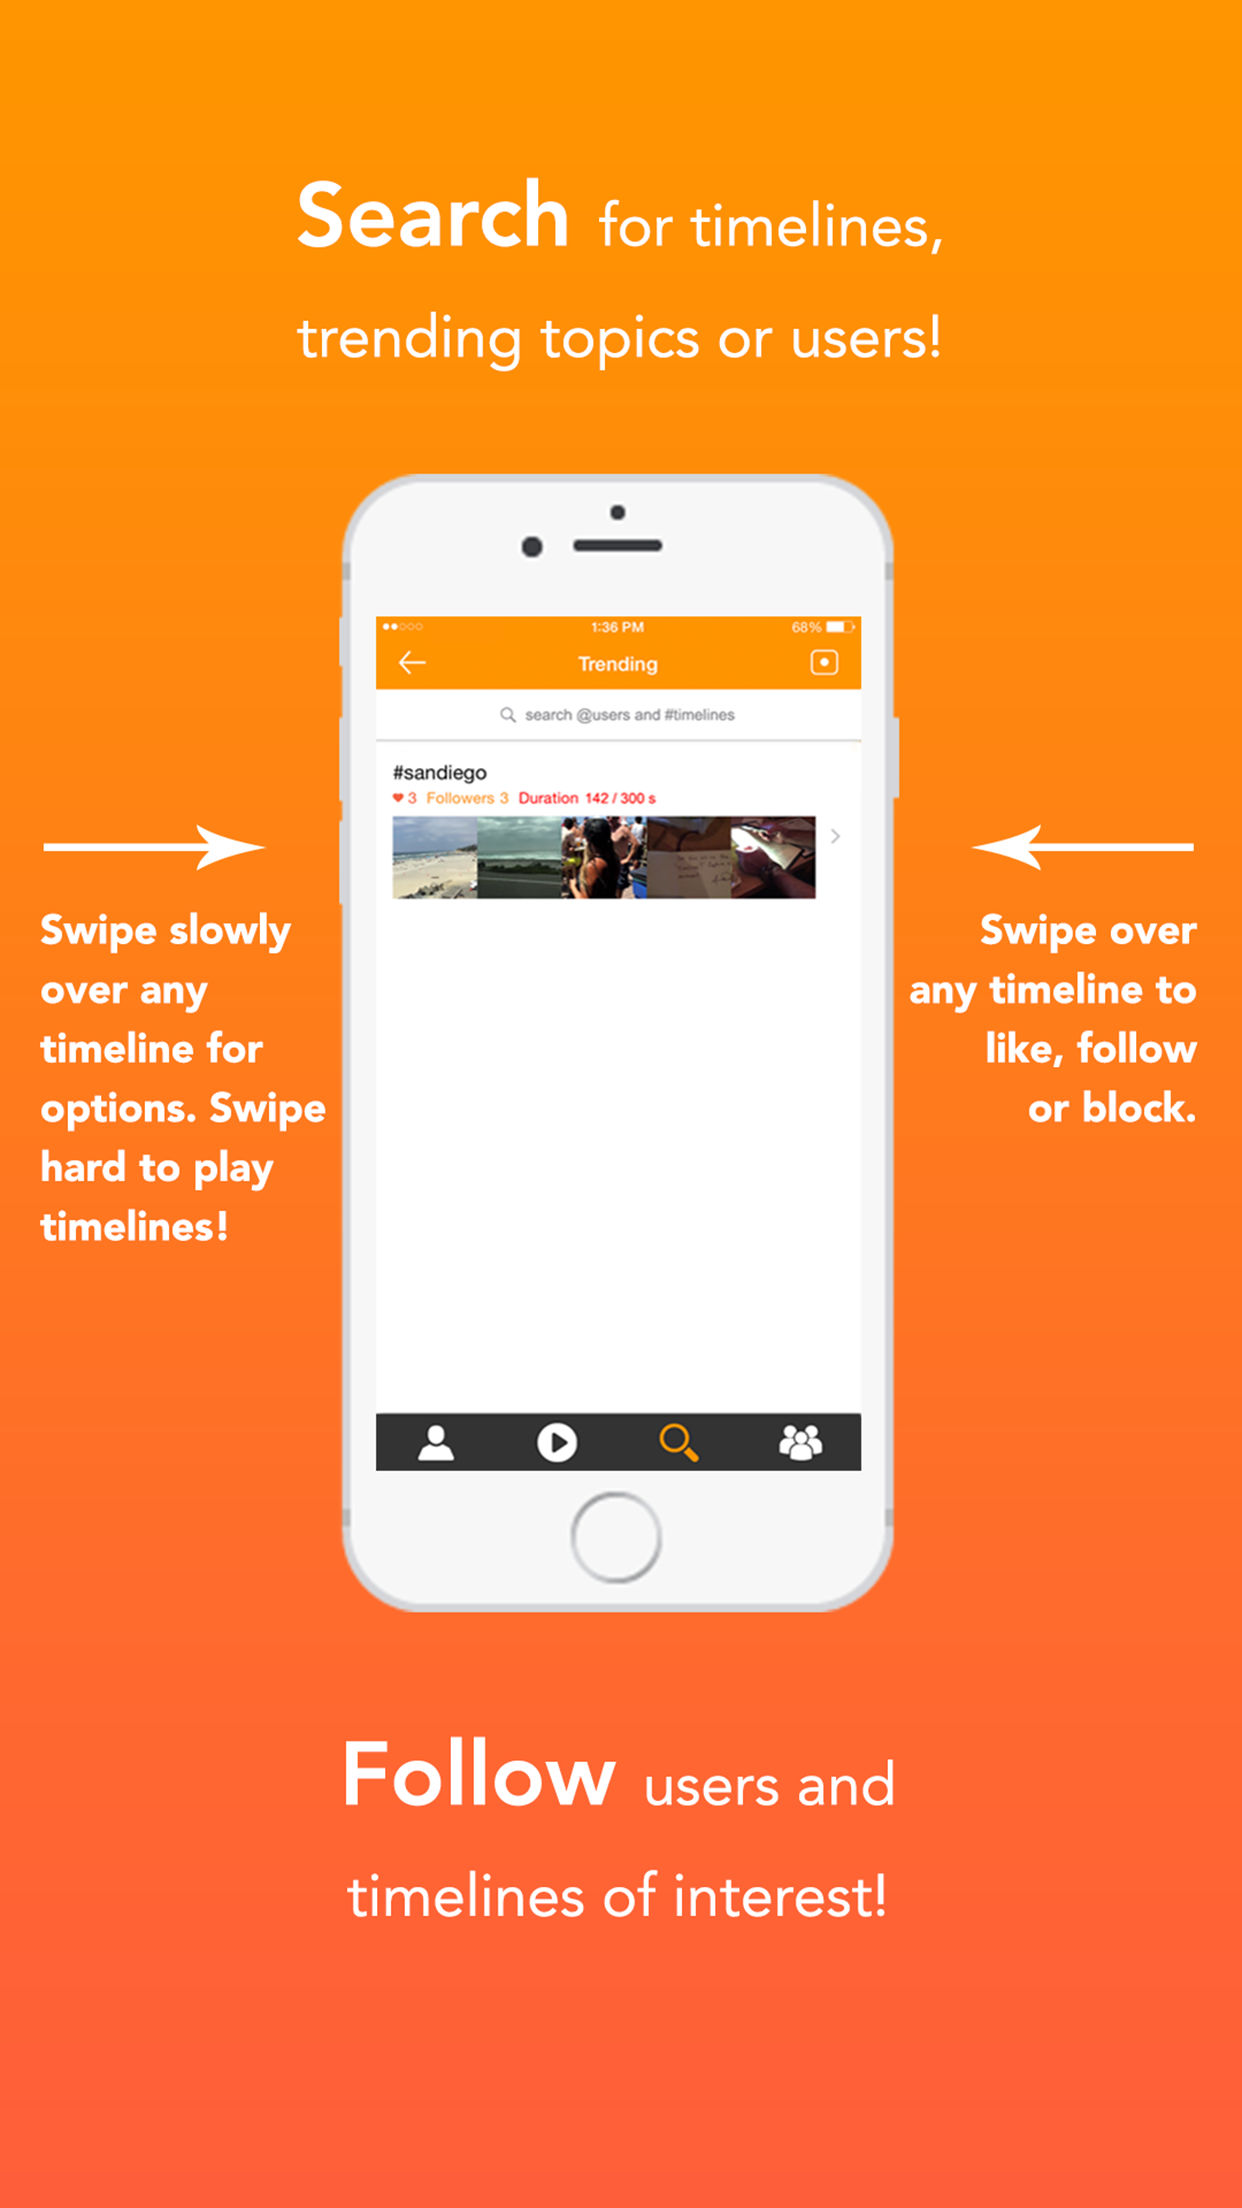 Search for timelines,
trending topics or users!
1:36 PM
68%
Trending
search @users and #timelines
#sandiego
3 Followers 3 Duration 142 / 300 s
Swipe slowly
over any
timeline for
options. Swipe
hard to play
timelines!
Swipe over
any timeline to
like, follow
or block.
Follow users and
timelines of interest!